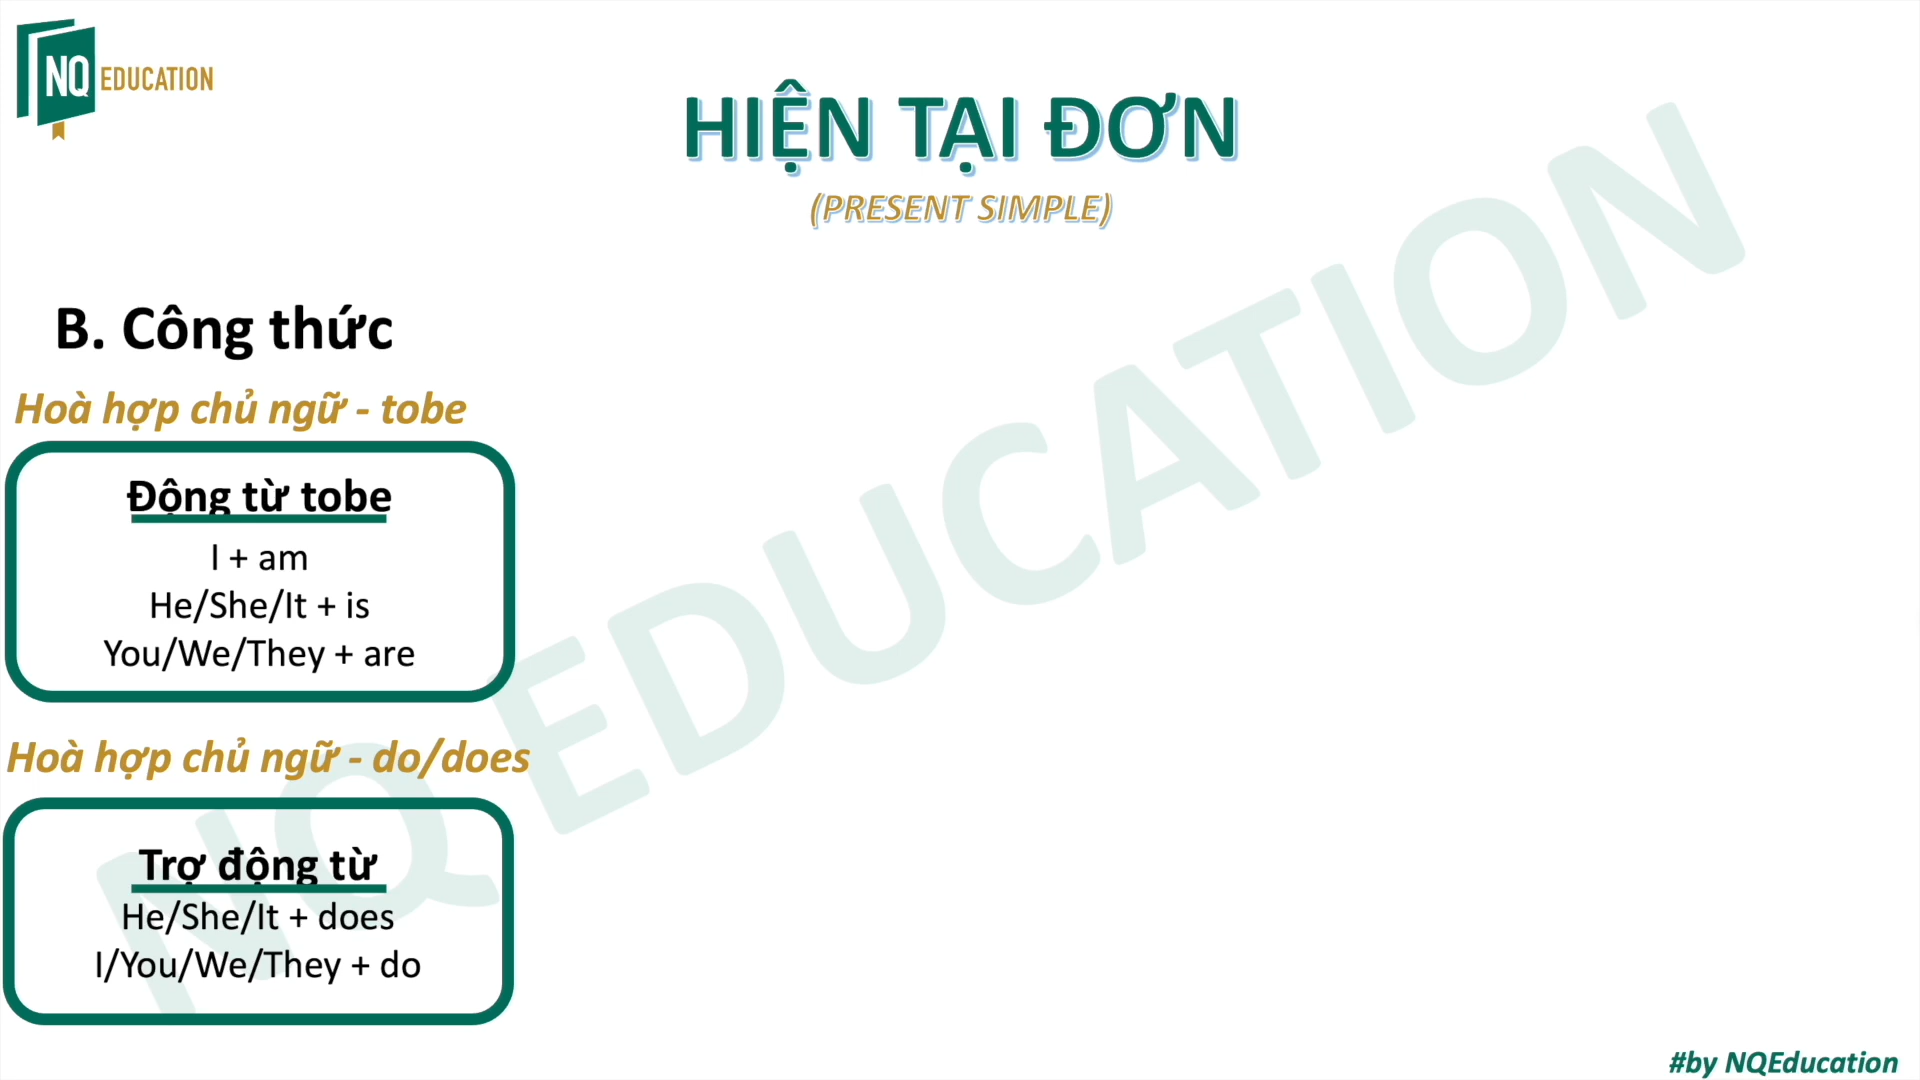 NQ EDUCATION
HIỆN TẠI ĐƠN
(PRESENT SIMPLE)
B. Công thức
Hoà hợp chủ ngữ - tobe
Động từ tobe
I + am
He/She/It + is
You/We/They + are
Hoà hợp chủ ngữ - do/does
Trợ động từ
He/She/It + does
I/You/We/They + do
NQ EDUCATION
#by NQEducation